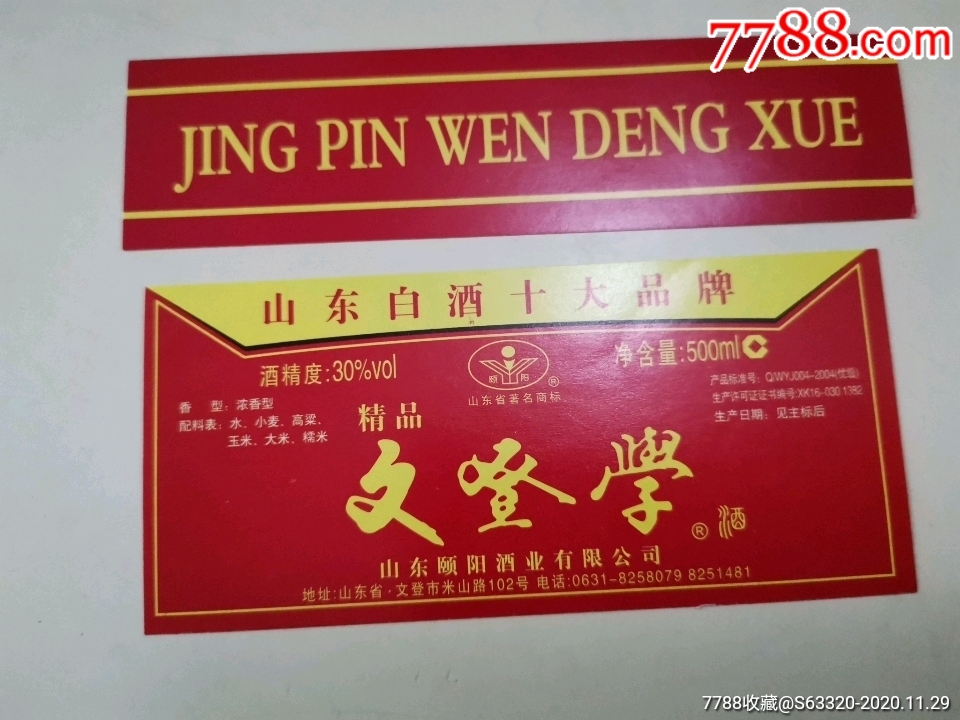 7788.com
JING PIN WEN DENG XUE
山东白酒十大品牌
酒精度:30%vol
净含量:500ml
颐阳 ®
山东省著名商标
香 型: 浓香型
配料表: 水、小麦、高粱、
玉米、大米、糯米
产品标准号: Q/WYJ004-2004(优级)
生产许可证证书编号:XK16-030 1382
生产日期: 见主标后
精品
文登學 ® 酒
山东颐阳酒业有限公司
地址:山东省·文登市米山路102号 电话:0631-8258079 8251481
7788收藏@S63320-2020.11.29